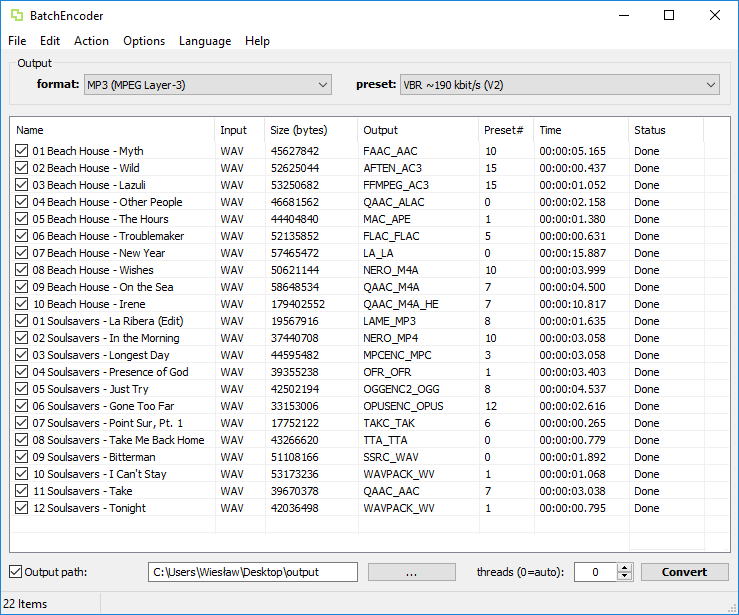 BatchEncoder
File Edit Action Options Language Help
Output
format: MP3 (MPEG Layer-3) preset: VBR ~190 kbit/s (V2)
Name Input Size (bytes) Output Preset# Time Status
01 Beach House - Myth WAV 45627842 FAAC_AAC 10 00:00:05.165 Done
02 Beach House - Wild WAV 52625044 AFTEN_AC3 15 00:00:00.437 Done
03 Beach House - Lazuli WAV 53250682 FFMPEG_AC3 15 00:00:01.052 Done
04 Beach House - Other People WAV 46681562 QAAC_ALAC 0 00:00:02.158 Done
05 Beach House - The Hours WAV 44404840 MAC_APE 1 00:00:01.380 Done
06 Beach House - Troublemaker WAV 52135852 FLAC_FLAC 5 00:00:00.631 Done
07 Beach House - New Year WAV 57465472 LA_LA 0 00:00:15.887 Done
08 Beach House - Wishes WAV 50621144 NERO_M4A 10 00:00:03.999 Done
09 Beach House - On the Sea WAV 58648534 QAAC_M4A 7 00:00:04.500 Done
10 Beach House - Irene WAV 179402552 QAAC_M4A_HE 7 00:00:10.817 Done
01 Soulsavers - La Ribera (Edit) WAV 19567916 LAME_MP3 8 00:00:01.635 Done
02 Soulsavers - In the Morning WAV 37440708 NERO_MP4 10 00:00:03.058 Done
03 Soulsavers - Longest Day WAV 44595482 MPCENC_MPC 3 00:00:03.058 Done
04 Soulsavers - Presence of God WAV 39355238 OFR_OFR 1 00:00:03.403 Done
05 Soulsavers - Just Try WAV 42502194 OGGENC2_OGG 8 00:00:04.537 Done
06 Soulsavers - Gone Too Far WAV 33153006 OPUSENC_OPUS 12 00:00:02.616 Done
07 Soulsavers - Point Sur, Pt. 1 WAV 17752122 TAKC_TAK 6 00:00:00.265 Done
08 Soulsavers - Take Me Back Home WAV 43266620 TTA_TTA 0 00:00:00.779 Done
09 Soulsavers - Bitterman WAV 51108166 SSRC_WAV 0 00:00:01.892 Done
10 Soulsavers - I Can't Stay WAV 53173236 WAVPACK_WV 1 00:00:01.068 Done
11 Soulsavers - Take WAV 39670378 QAAC_AAC 7 00:00:03.038 Done
12 Soulsavers - Tonight WAV 42036498 WAVPACK_WV 1 00:00:00.795 Done
Output path: C:\Users\Wiesław\Desktop\output ... threads (0=auto): 0 Convert
22 Items